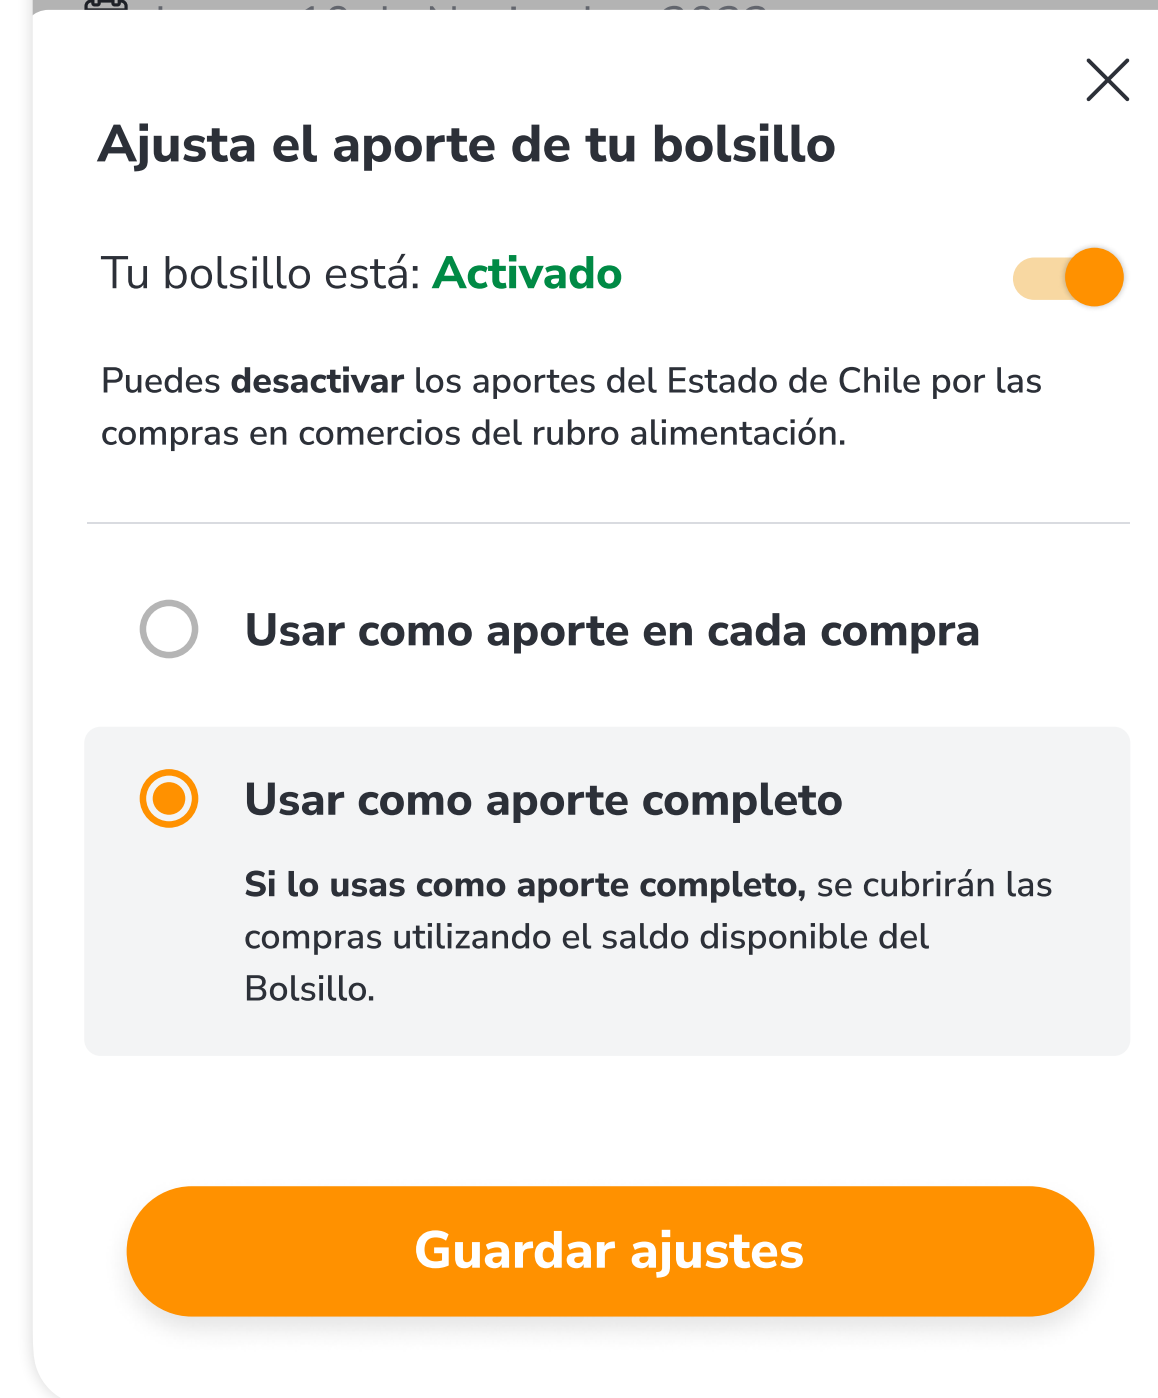 Ajusta el aporte de tu bolsillo
Tu bolsillo está: Activado
Puedes desactivar los aportes del Estado de Chile por las
compras en comercios del rubro alimentación.
Usar como aporte en cada compra
Usar como aporte completo
Si lo usas como aporte completo, se cubrirán las
compras utilizando el saldo disponible del
Bolsillo.
Guardar ajustes